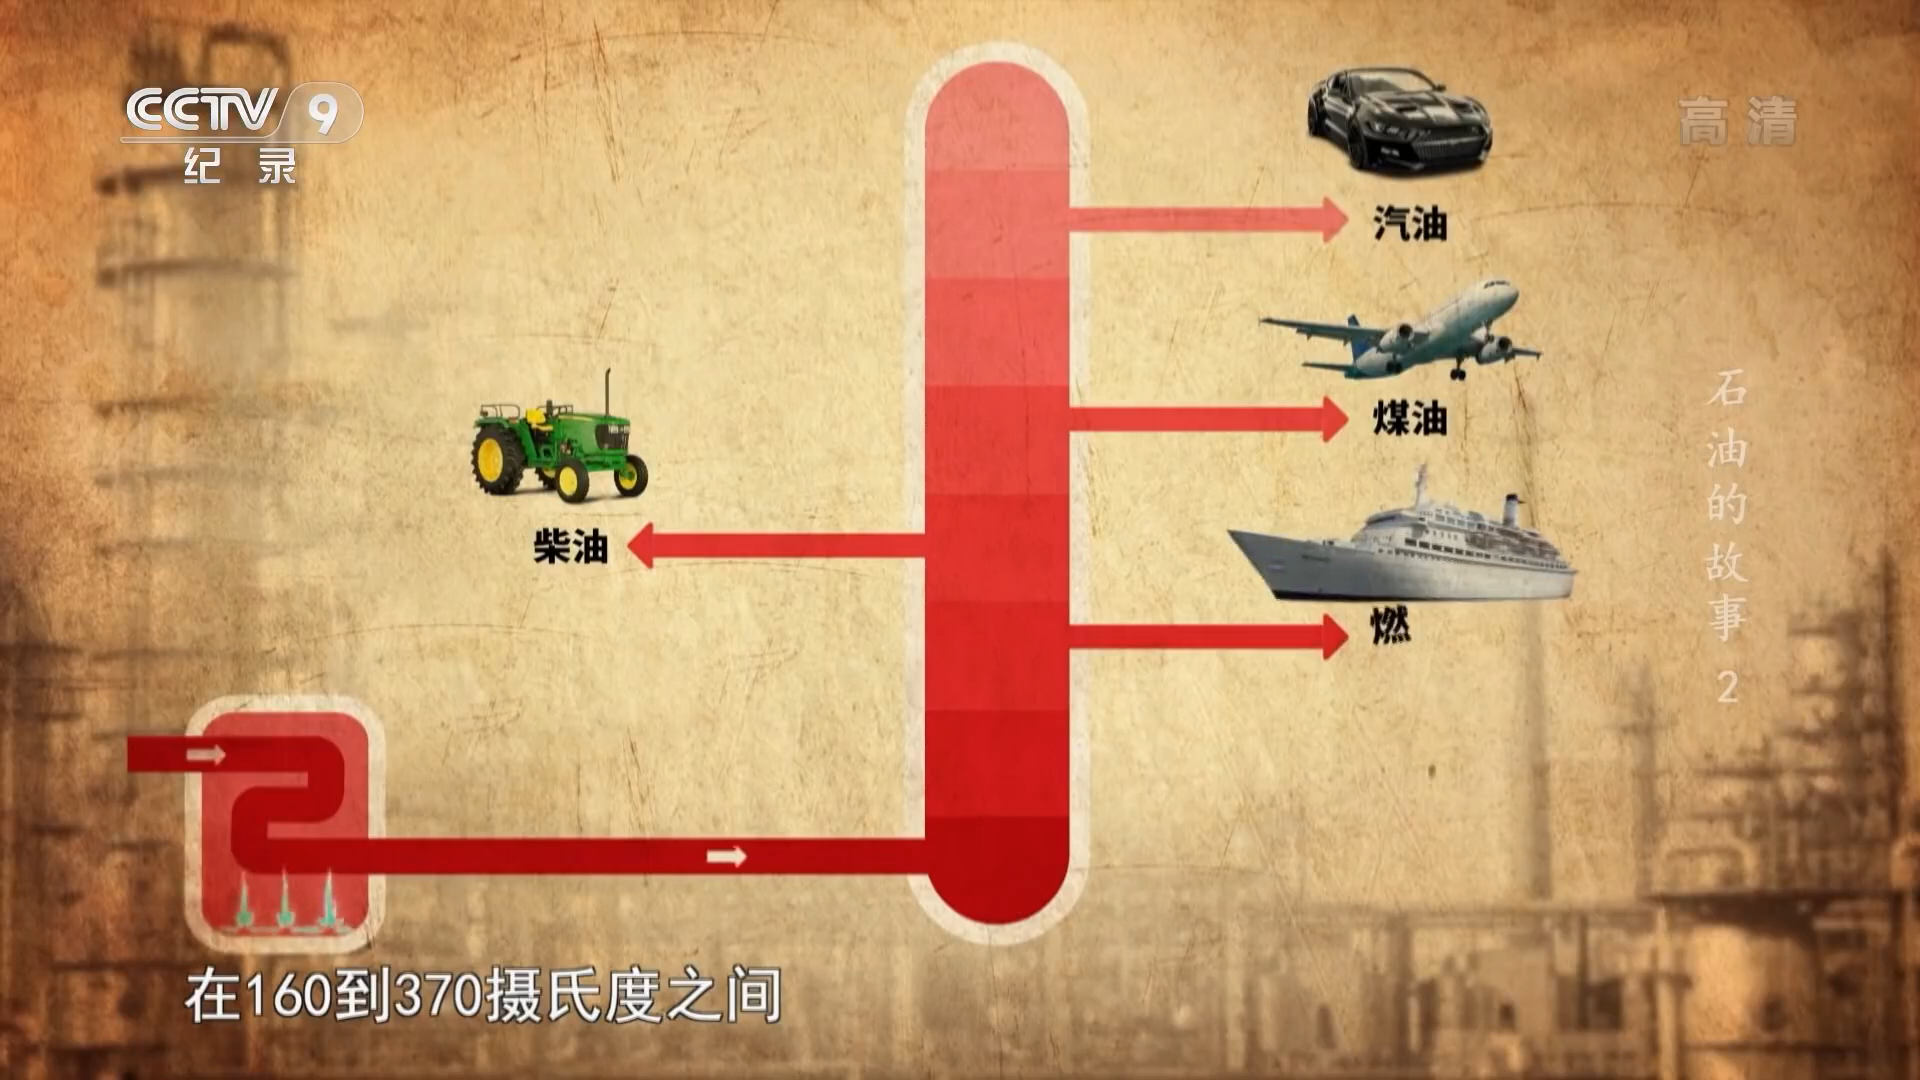 CCTV 9
纪录
高清
汽油
煤油
柴油
燃
石油的故事 2
在160到370摄氏度之间